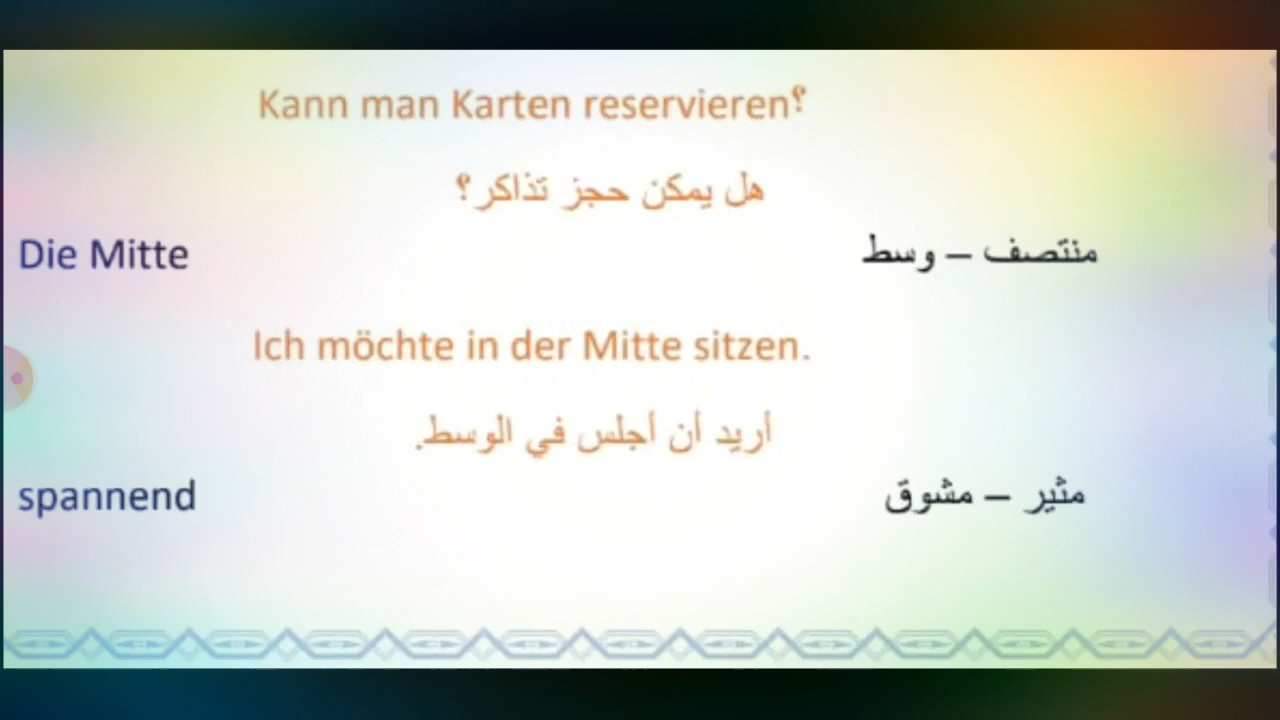 Kann man Karten reservieren؟
هل يمكن حجز تذاكر؟
Die Mitte منتصف – وسط
Ich möchte in der Mitte sitzen.
أريد أن أجلس في الوسط.
spannend مثير – مشوق